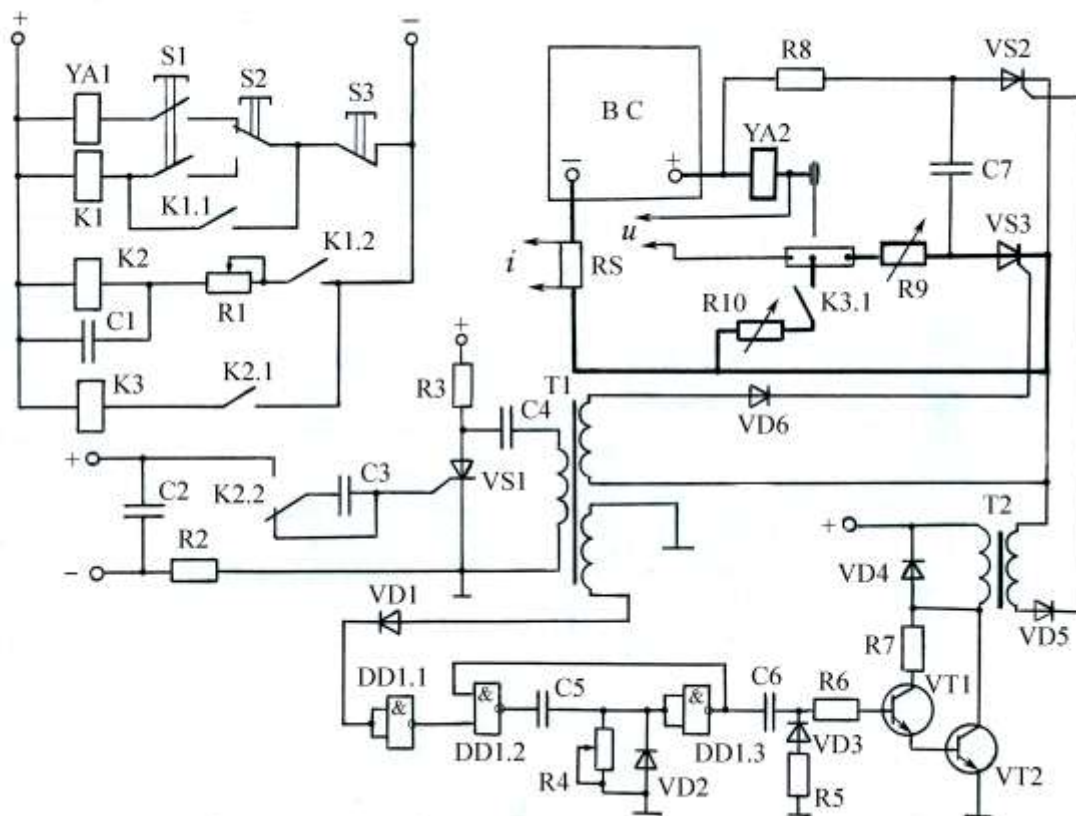 +
−
YA1
S1
S2
S3
K1
K1.1
K2
K1.2
C1
R1
K3
K2.1
R8
VS2
В С
YA2
−
+
C7
u
VS3
i
RS
R10
K3.1
R9
+
R3
C4
T1
VD6
+
C2
K2.2
C3
VS1
−
R2
T2
+
VD4
VD5
VD1
R7
VT1
DD1.1
&
&
C5
&
C6
R6
DD1.2
DD1.3
VD3
R4
VD2
R5
VT2